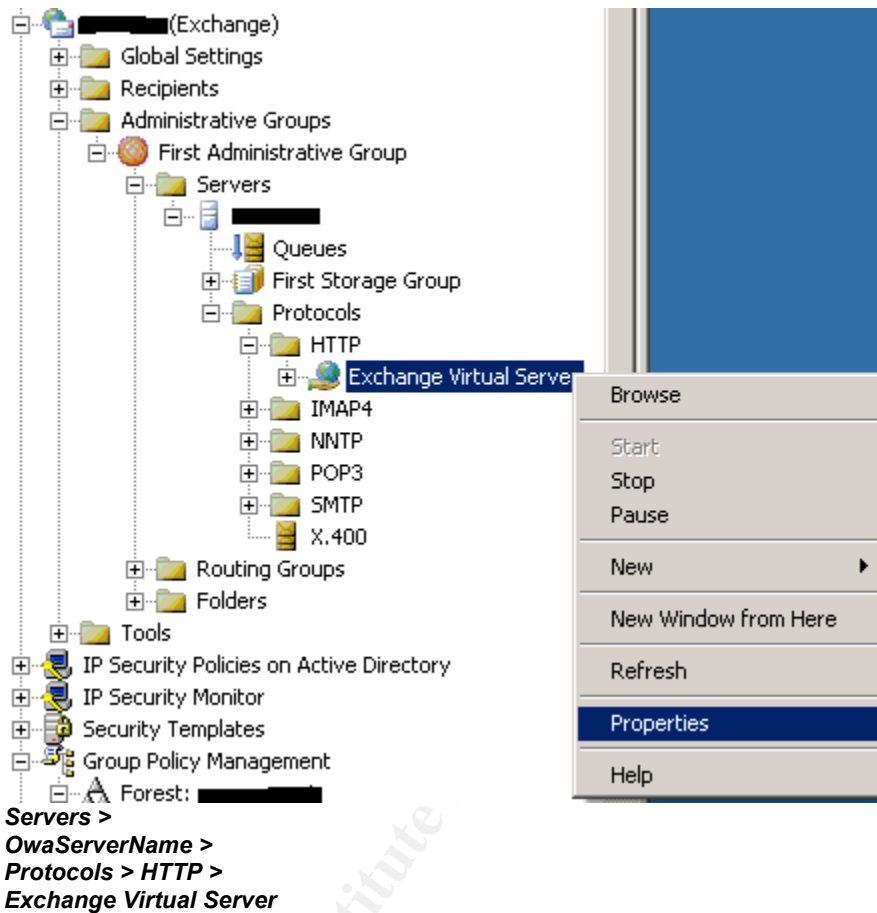 (Exchange)
Global Settings
Recipients
Administrative Groups
First Administrative Group
Servers
Queues
First Storage Group
Protocols
HTTP
Exchange Virtual Serve
IMAP4
NNTP
POP3
SMTP
X.400
Routing Groups
Folders
Tools
IP Security Policies on Active Directory
IP Security Monitor
Security Templates
Group Policy Management
Forest:
Browse
Start
Stop
Pause
New
New Window from Here
Refresh
Properties
Help
Servers >
OwaServerName >
Protocols > HTTP >
Exchange Virtual Server